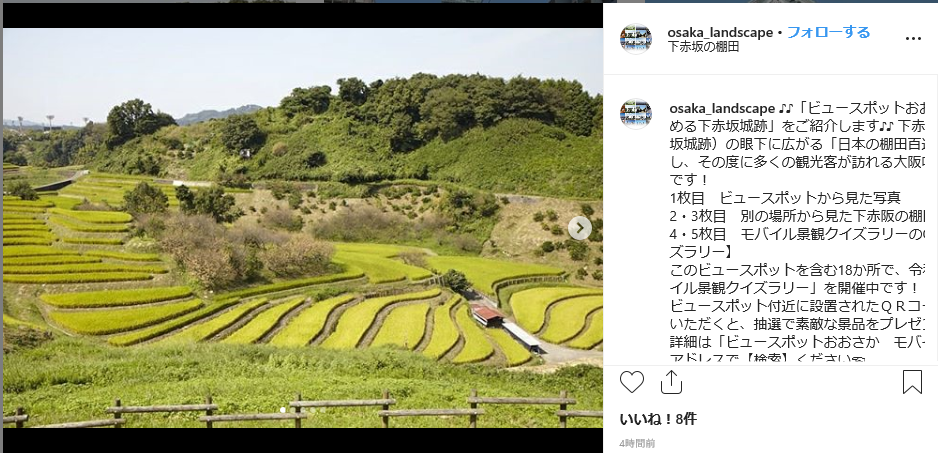 osaka_landscape • フォローする
下赤坂の棚田
osaka_landscape ♪♪「ビュースポットおお
める下赤坂城跡」をご紹介します♪♪ 下赤
坂城跡）の眼下に広がる「日本の棚田百選
し、その度に多くの観光客が訪れる大阪
です！
1枚目　ビュースポットから見た写真
2・3枚目　別の場所から見た下赤阪の棚
4・5枚目　モバイル景観クイズラリーの
ズラリー】
このビュースポットを含む18か所で、令
イル景観クイズラリー」を開催中です！
ビュースポット付近に設置されたＱＲコー
いただくと、抽選で素敵な景品をプレゼ
詳細は「ビュースポットおおさか　モバ
アドレスで【検索】ください
いいね！8件
4時間前